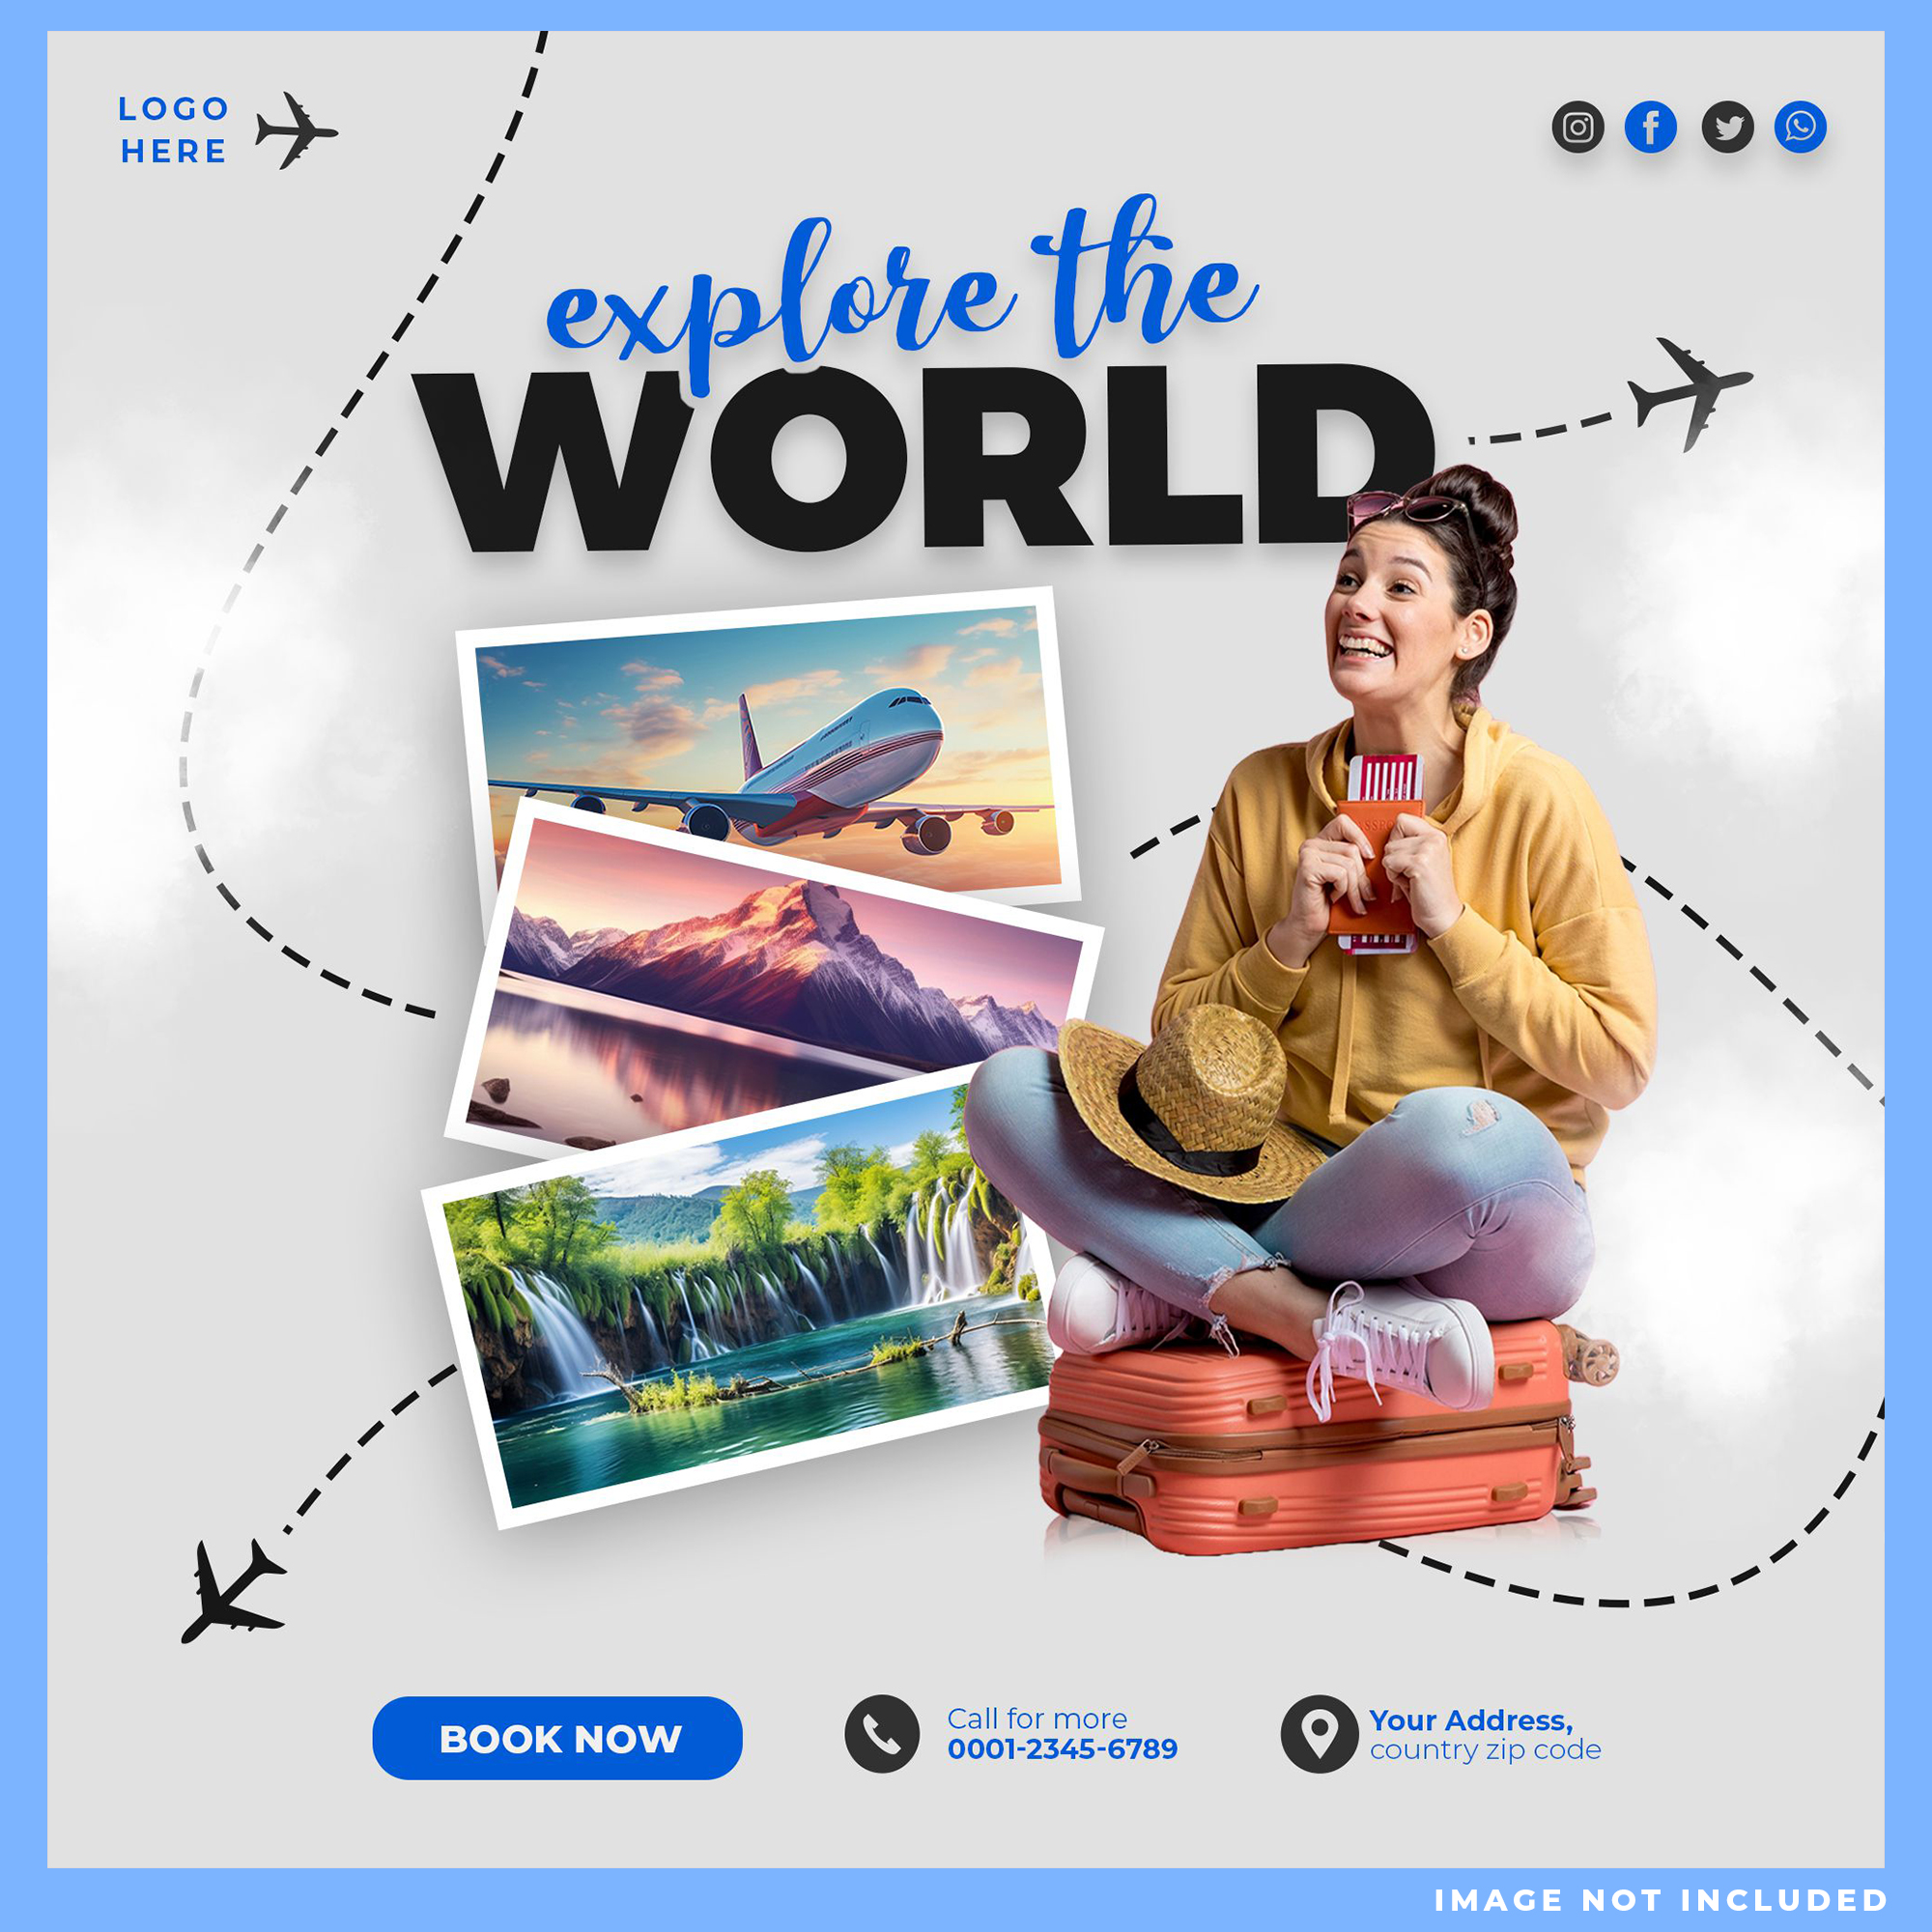 LOGO
HERE
explore the
WORLD
BOOK NOW
Call for more
0001-2345-6789
Your Address,
country zip code
IMAGE NOT INCLUDED